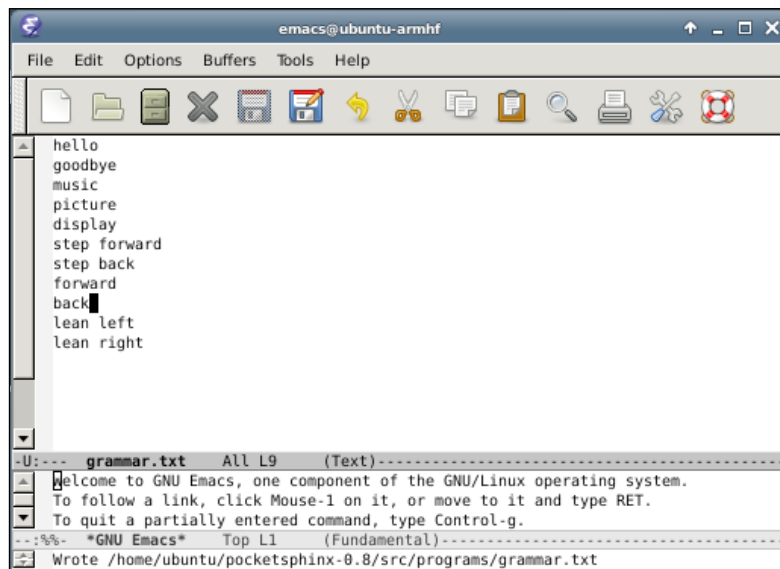 emacs@ubuntu-armhf
File Edit Options Buffers Tools Help
hello
goodbye
music
picture
display
step forward
step back
forward
back
lean left
lean right
-U:--- grammar.txt All L9 (Text)-----------------------------------------
Welcome to GNU Emacs, one component of the GNU/Linux operating system.
To follow a link, click Mouse-1 on it, or move to it and type RET.
To quit a partially entered command, type Control-g.
--:%%- *GNU Emacs* Top L1 (Fundamental)----------------------------------
Wrote /home/ubuntu/pocketsphinx-0.8/src/programs/grammar.txt